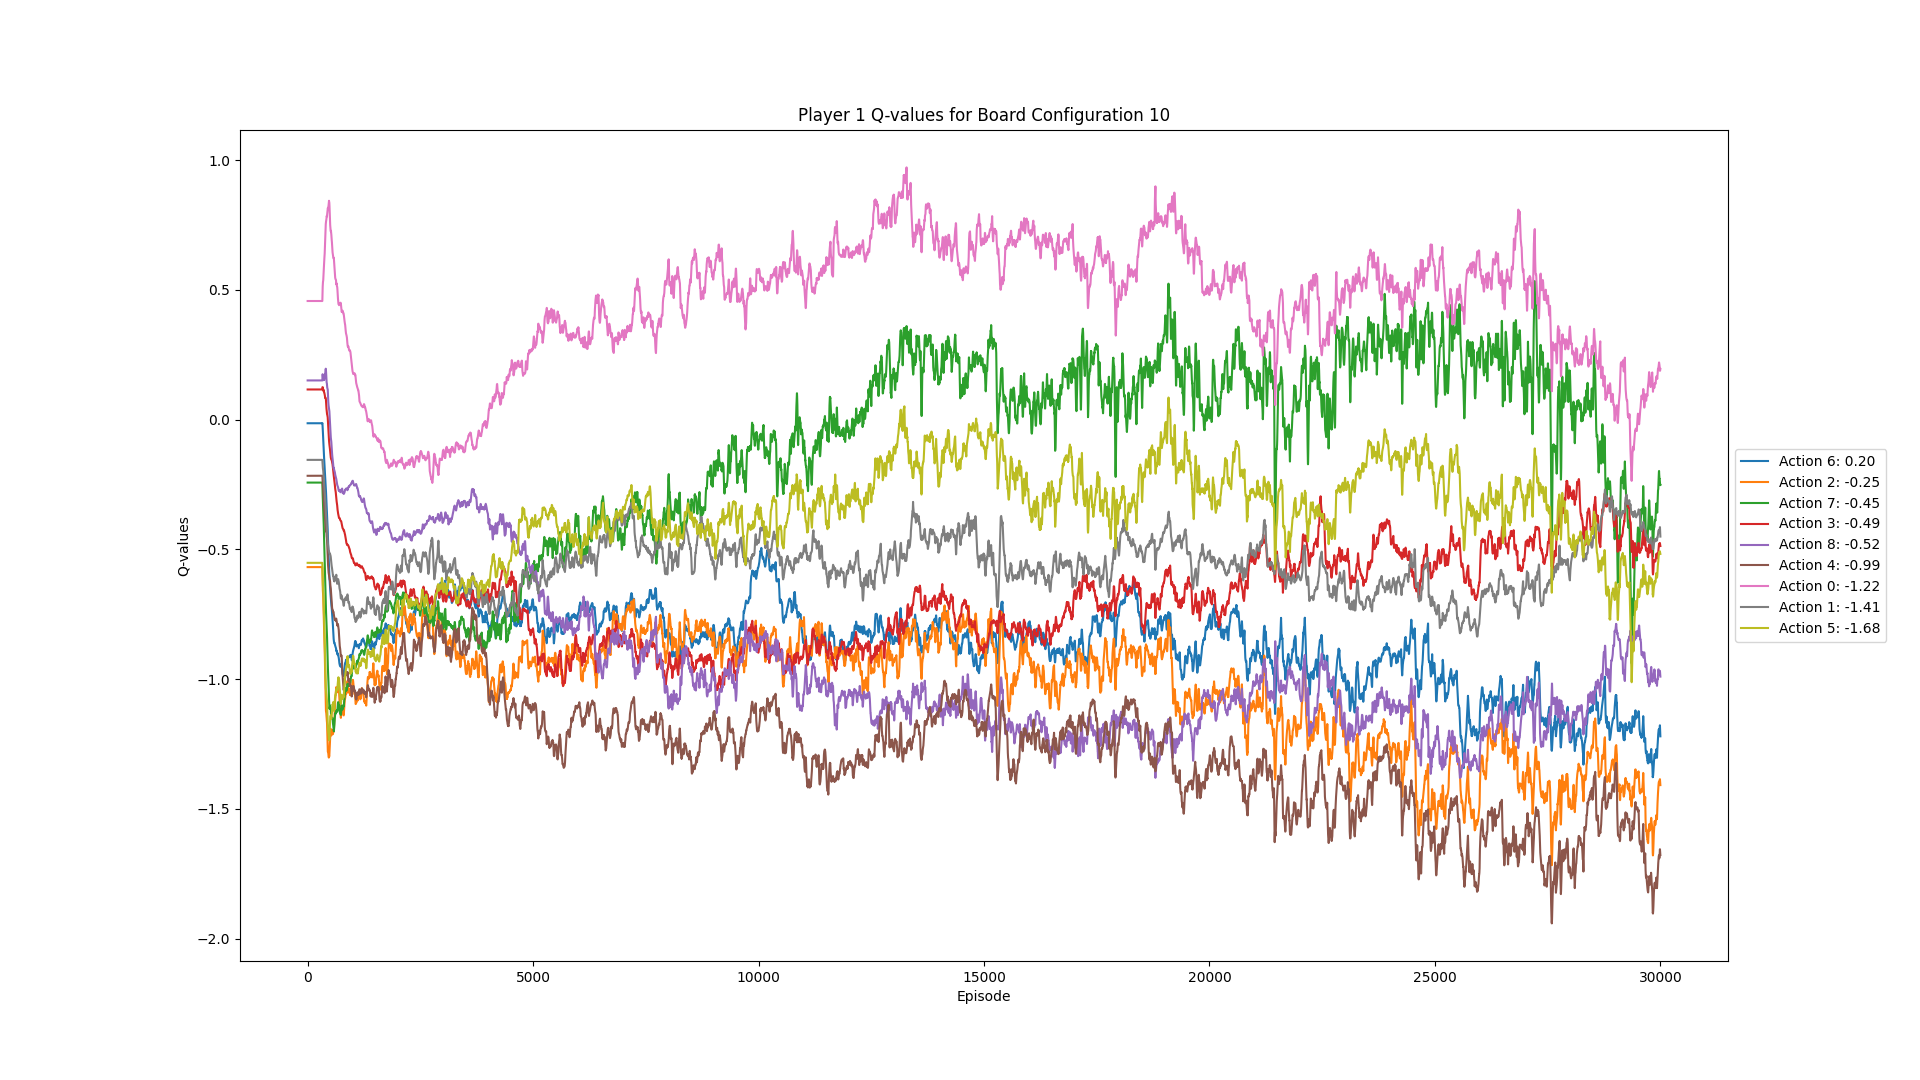 Player 1 Q-values for Board Configuration 10
1.0
0.5
0.0
−0.5
−1.0
−1.5
−2.0
Q-values
0
5000
10000
15000
20000
25000
30000
Episode
Action 6: 0.20
Action 2: -0.25
Action 7: -0.45
Action 3: -0.49
Action 8: -0.52
Action 4: -0.99
Action 0: -1.22
Action 1: -1.41
Action 5: -1.68